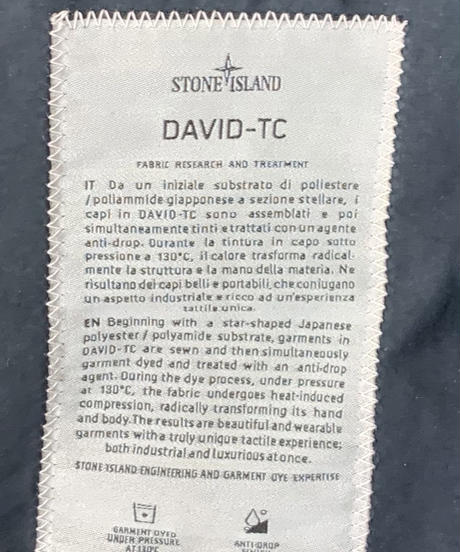 STONE ISLAND
DAVID-TC
FABRIC RESEARCH AND TREATMENT
IT Da un iniziale substrato di poliestere
/poliammide giapponese a sezione stellare, i
capi in DAVID-TC sono assemblati e poi
simultaneamente tinti e trattati con un agente
anti-drop. Durante la tintura in capo sotto
pressione a 130°C, il calore trasforma radical-
mente la struttura e la mano della materia. Ne
risultano dei capi belli e portabili, che coniugano
un aspetto industriale e ricco ad un'esperienza
tattile unica.
EN Beginning with a star-shaped Japanese
polyester / polyamide substrate, garments in
DAVID-TC are sewn and then simultaneously
garment dyed and treated with an anti-drop
agent. During the dye process, under pressure
at 130°C, the fabric undergoes heat-induced
compression, radically transforming its hand
and body. The results are beautiful and wearable
garments with a truly unique tactile experience;
both industrial and luxurious at once.
STONE ISLAND ENGINEERING AND GARMENT DYE EXPERTISE
GARMENT DYED
UNDER PRESSURE
AT 130°C
ANTI-DROP